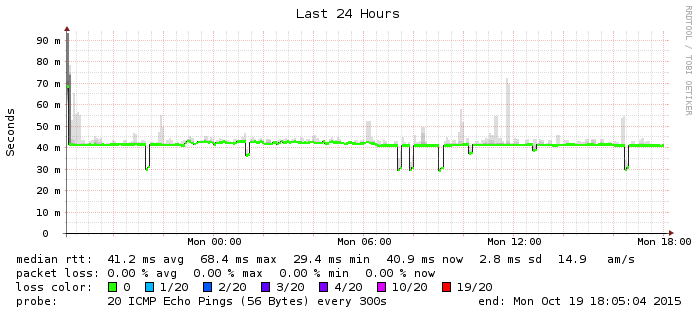 Last 24 Hours
RRDTOOL / TOBI OETIKER
Seconds
90 m
80 m
70 m
60 m
50 m
40 m
30 m
20 m
10 m
0
Mon 00:00 Mon 06:00 Mon 12:00 Mon 18:00
median rtt: 41.2 ms avg 68.4 ms max 29.4 ms min 40.9 ms now 2.8 ms sd 14.9 am/s
packet loss: 0.00 % avg 0.00 % max 0.00 % min 0.00 % now
loss color: 0 1/20 2/20 3/20 4/20 10/20 19/20
probe: 20 ICMP Echo Pings (56 Bytes) every 300s end: Mon Oct 19 18:05:04 2015